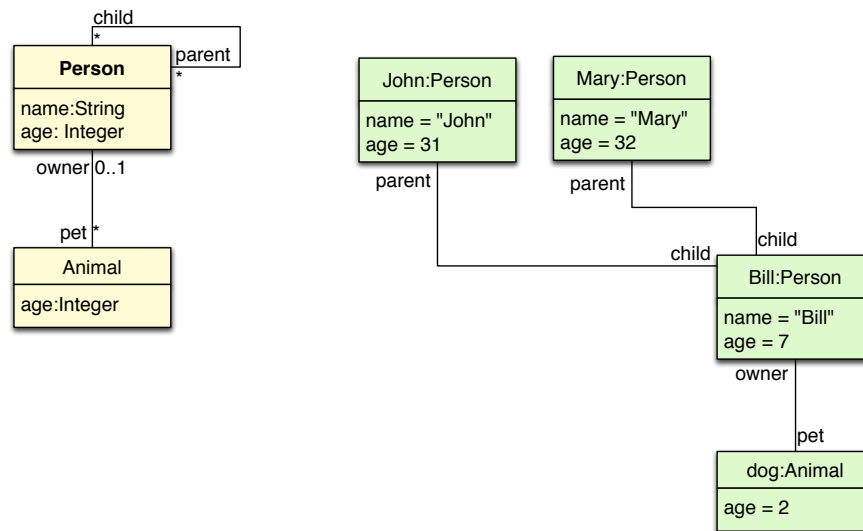 child
*
parent
*
Person
name:String
age: Integer
owner 0..1
pet *
Animal
age:Integer
John:Person
name = "John"
age = 31
parent
Mary:Person
name = "Mary"
age = 32
parent
child
child
Bill:Person
name = "Bill"
age = 7
owner
pet
dog:Animal
age = 2